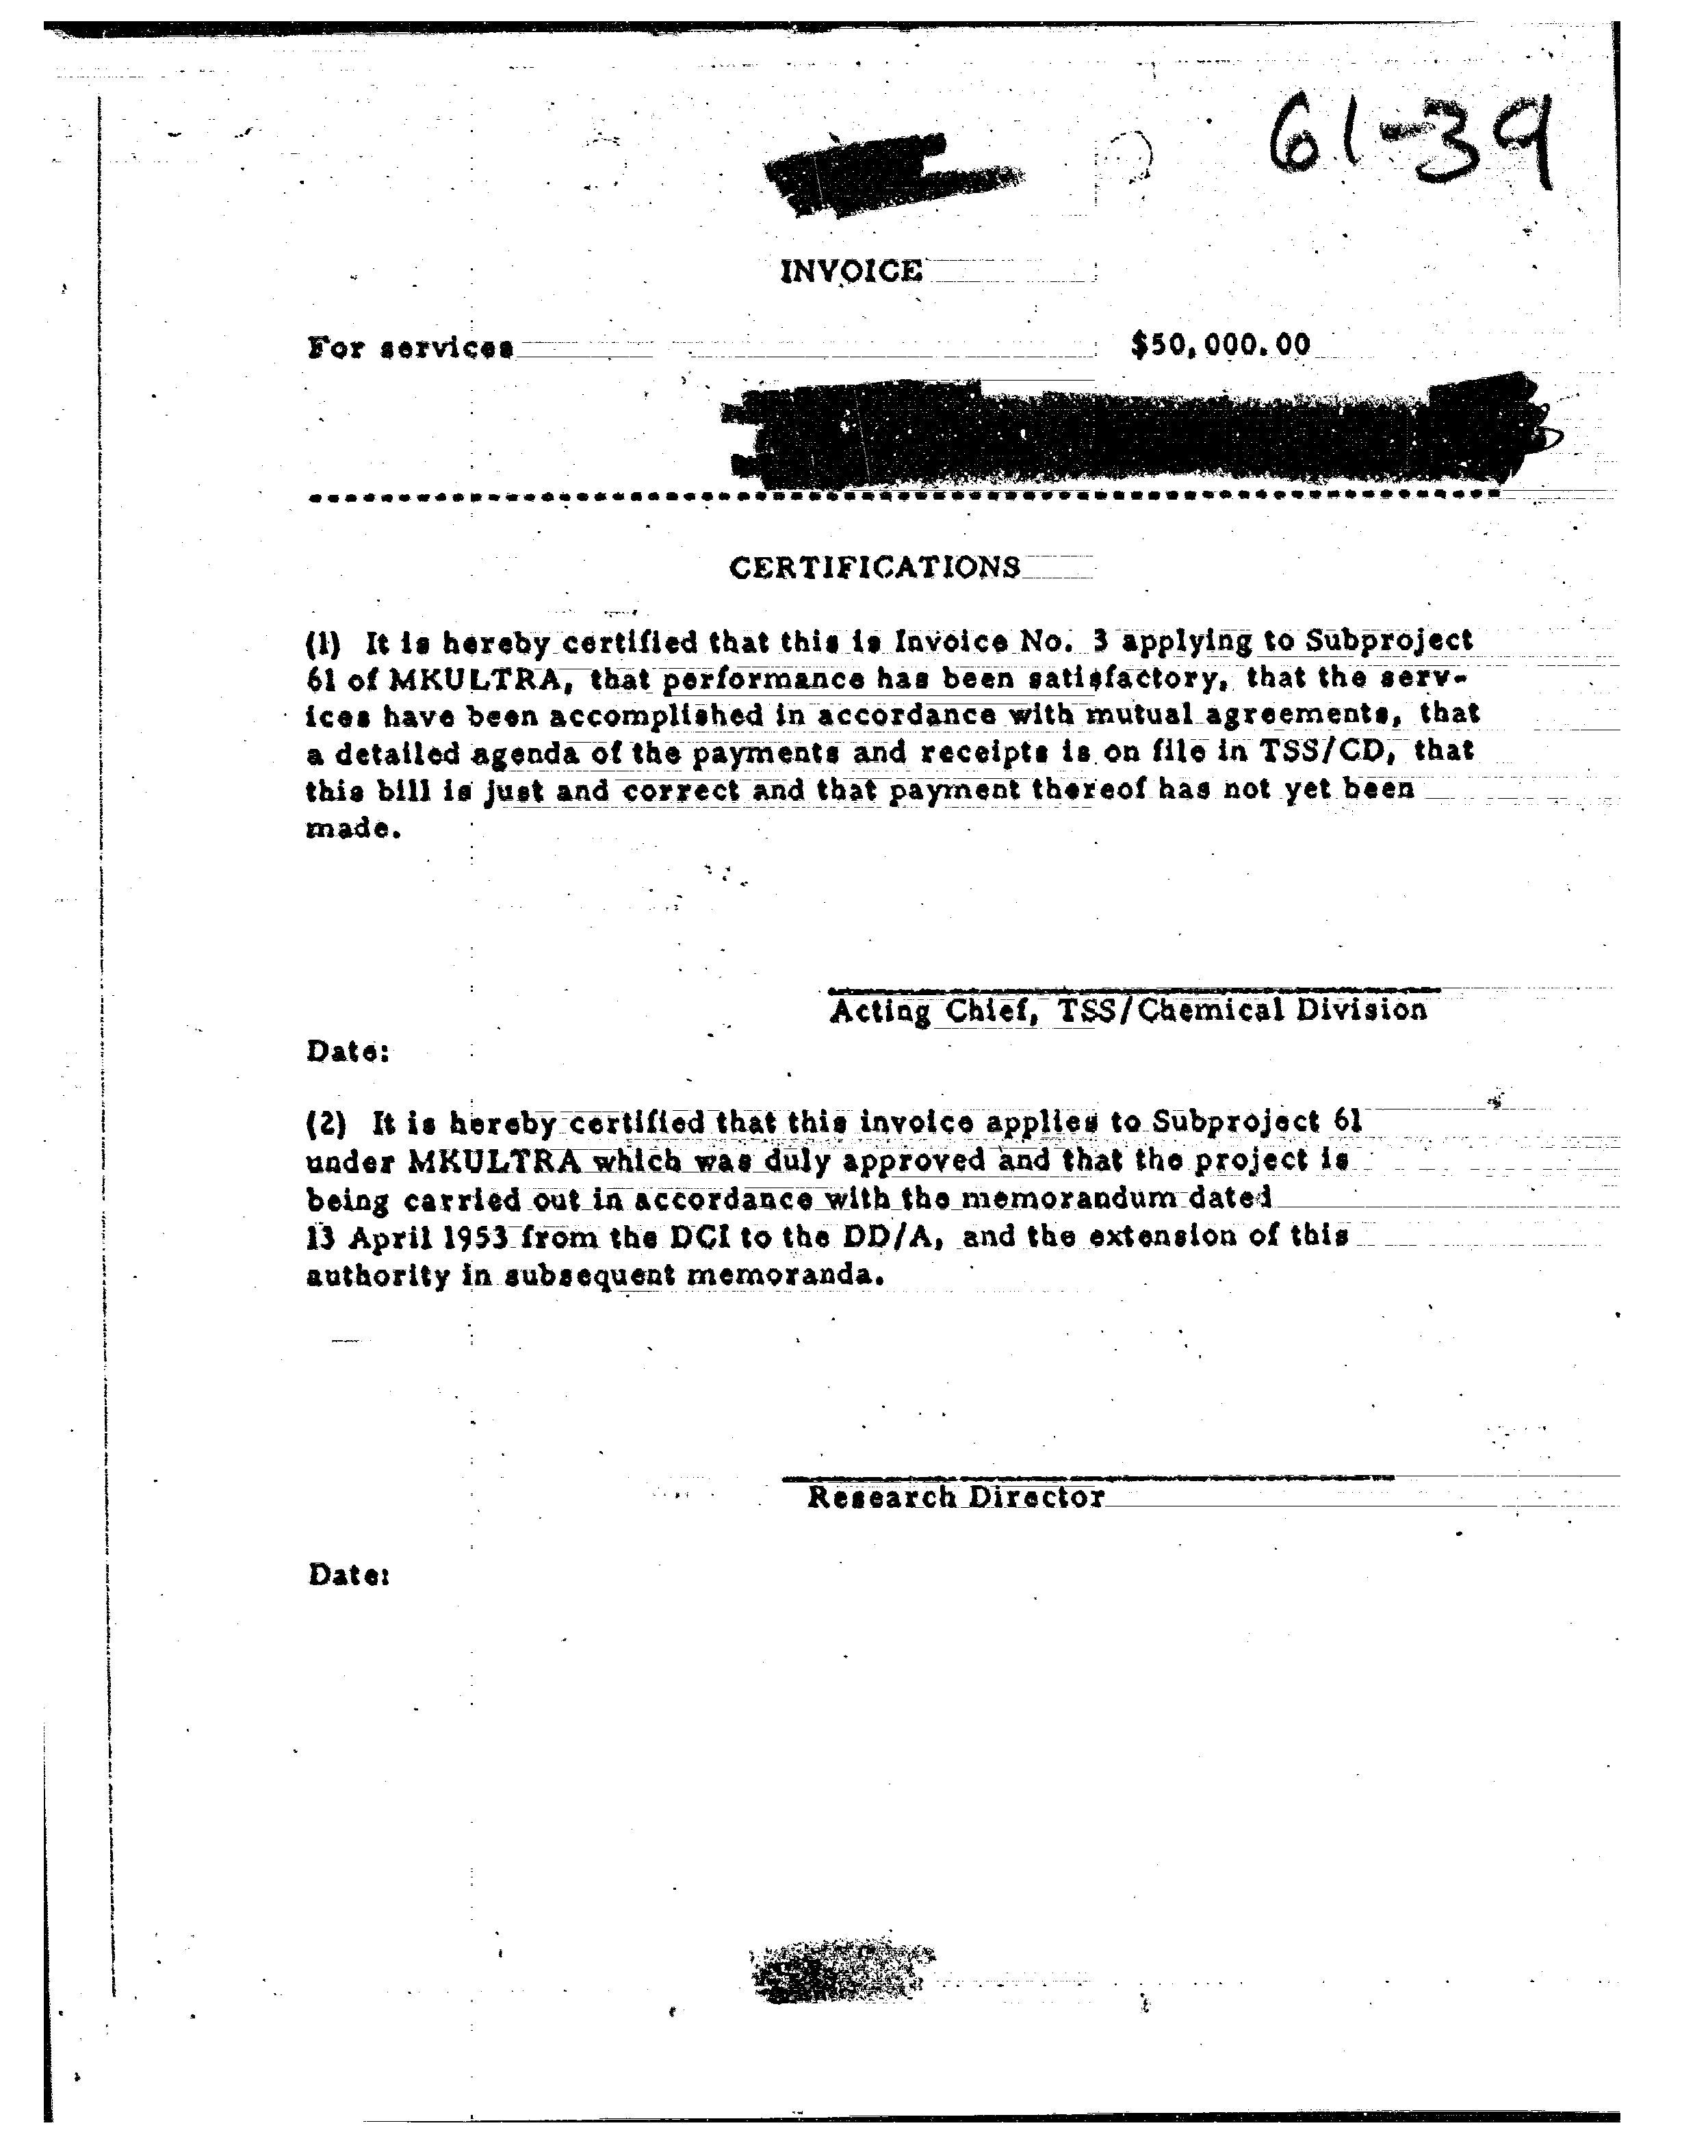 61-39
INVOICE
For services $50,000.00
CERTIFICATIONS
(1) It is hereby certified that this is Invoice No. 3 applying to Subproject
61 of MKULTRA, that performance has been satisfactory, that the serv-
ices have been accomplished in accordance with mutual agreements, that
a detailed agenda of the payments and receipts is on file in TSS/CD, that
this bill is just and correct and that payment thereof has not yet been
made.
Acting Chief, TSS/Chemical Division
Date:
(2) It is hereby certified that this invoice applies to Subproject 61
under MKULTRA which was duly approved and that the project is
being carried out in accordance with the memorandum dated
13 April 1953 from the DCI to the DD/A, and the extension of this
authority in subsequent memoranda.
Research Director
Date: